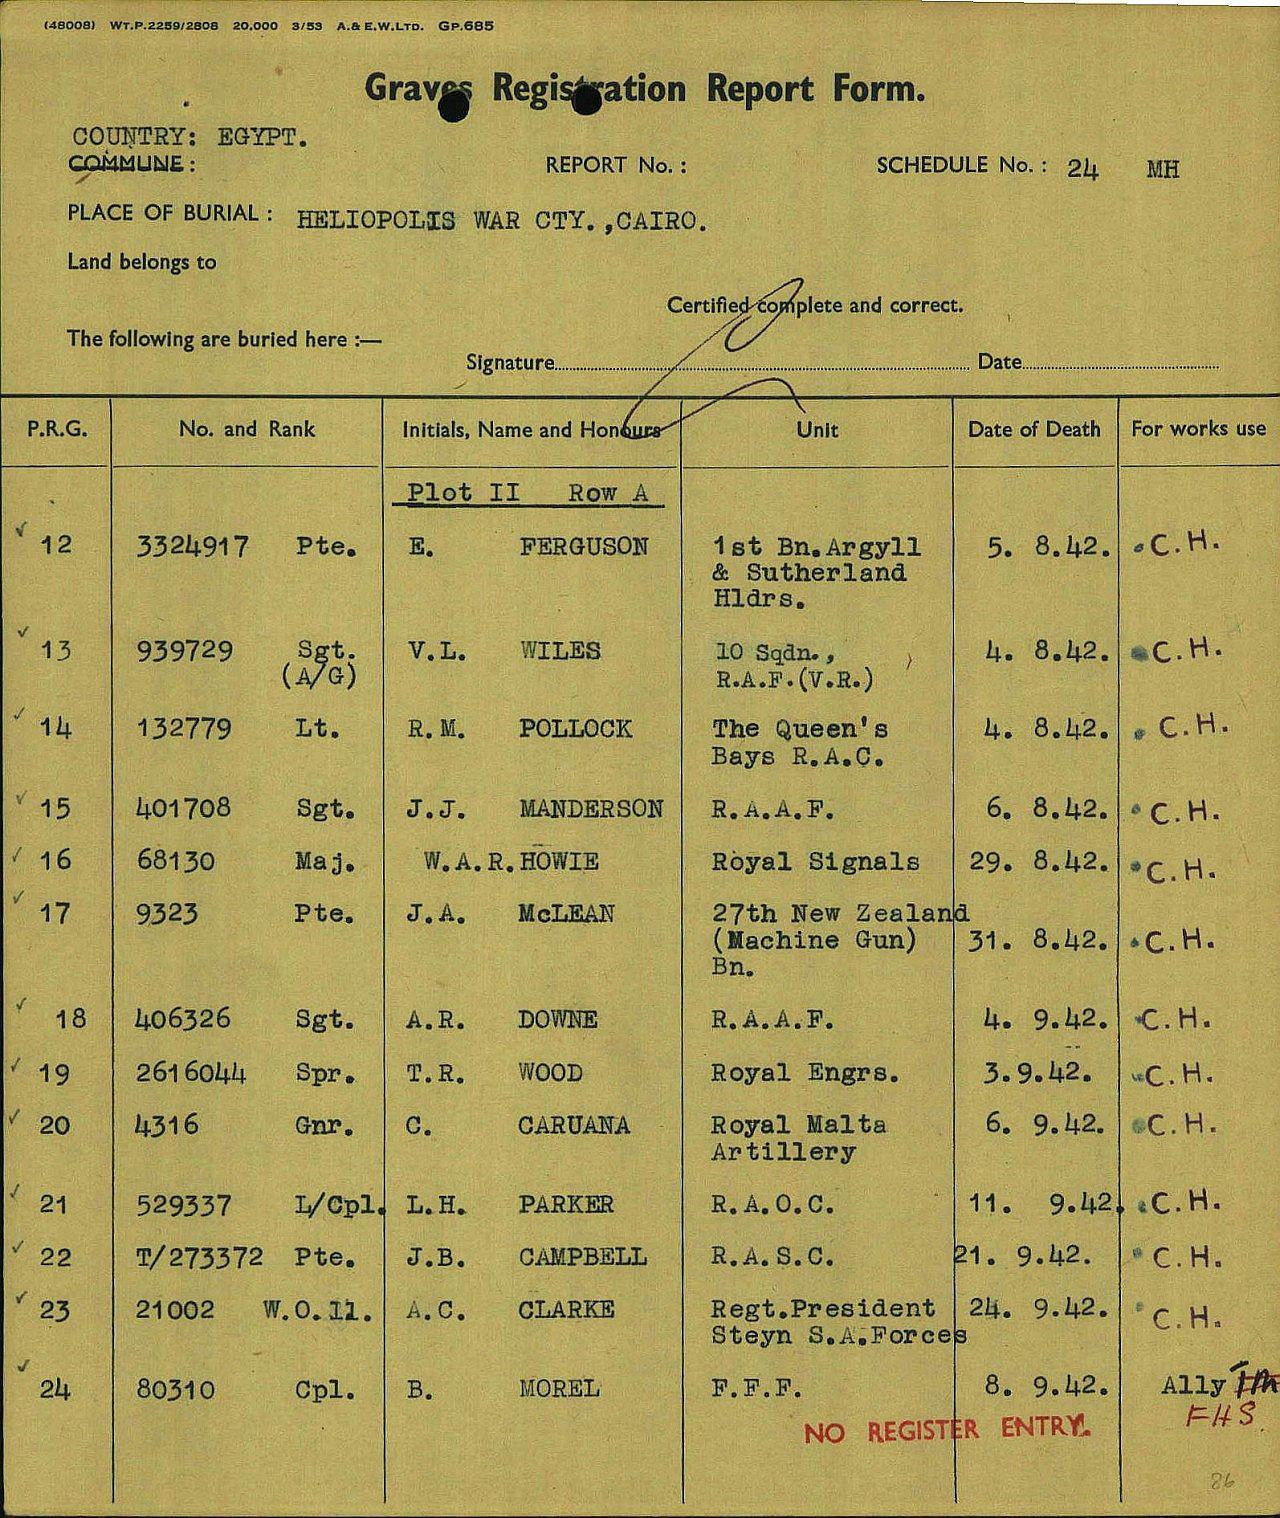 (48008) WT.P.2259/2808 20,000 3/53 A.& E.W.LTD. GP.685
Graves Registration Report Form.
COUNTRY: EGYPT.
COMMUNE: REPORT No.: SCHEDULE No.: 24 MH
PLACE OF BURIAL: HELIOPOLIS WAR CTY.,CAIRO.
Land belongs to
Certified complete and correct.
The following are buried here :—
Signature Date
P.R.G. No. and Rank Initials, Name and Honours Unit Date of Death For works use
Plot II Row A
12 3324917 Pte. E. FERGUSON 1st Bn.Argyll 5. 8.42. C.H.
& Sutherland
Hldrs.
13 939729 Sgt. V.L. WILES 10 Sqdn., 4. 8.42. C.H.
(A/G) R.A.F.(V.R.)
14 132779 Lt. R.M. POLLOCK The Queen's 4. 8.42. C.H.
Bays R.A.C.
15 401708 Sgt. J.J. MANDERSON R.A.A.F. 6. 8.42. C.H.
16 68130 Maj. W.A.R.HOWIE Royal Signals 29. 8.42. C.H.
17 9323 Pte. J.A. McLEAN 27th New Zealand
(Machine Gun) 31. 8.42. C.H.
Bn.
18 406326 Sgt. A.R. DOWNE R.A.A.F. 4. 9.42. C.H.
19 2616044 Spr. T.R. WOOD Royal Engrs. 3.9.42. C.H.
20 4316 Gnr. C. CARUANA Royal Malta 6. 9.42. C.H.
Artillery
21 529337 L/Cpl. L.H. PARKER R.A.O.C. 11. 9.42. C.H.
22 T/273372 Pte. J.B. CAMPBELL R.A.S.C. 21. 9.42. C.H.
23 21002 W.O.11. A.C. CLARKE Regt.President 24. 9.42. C.H.
Steyn S.A.Forces
24 80310 Cpl. B. MOREL F.F.F. 8. 9.42. Ally
FHS
NO REGISTER ENTRY.
86